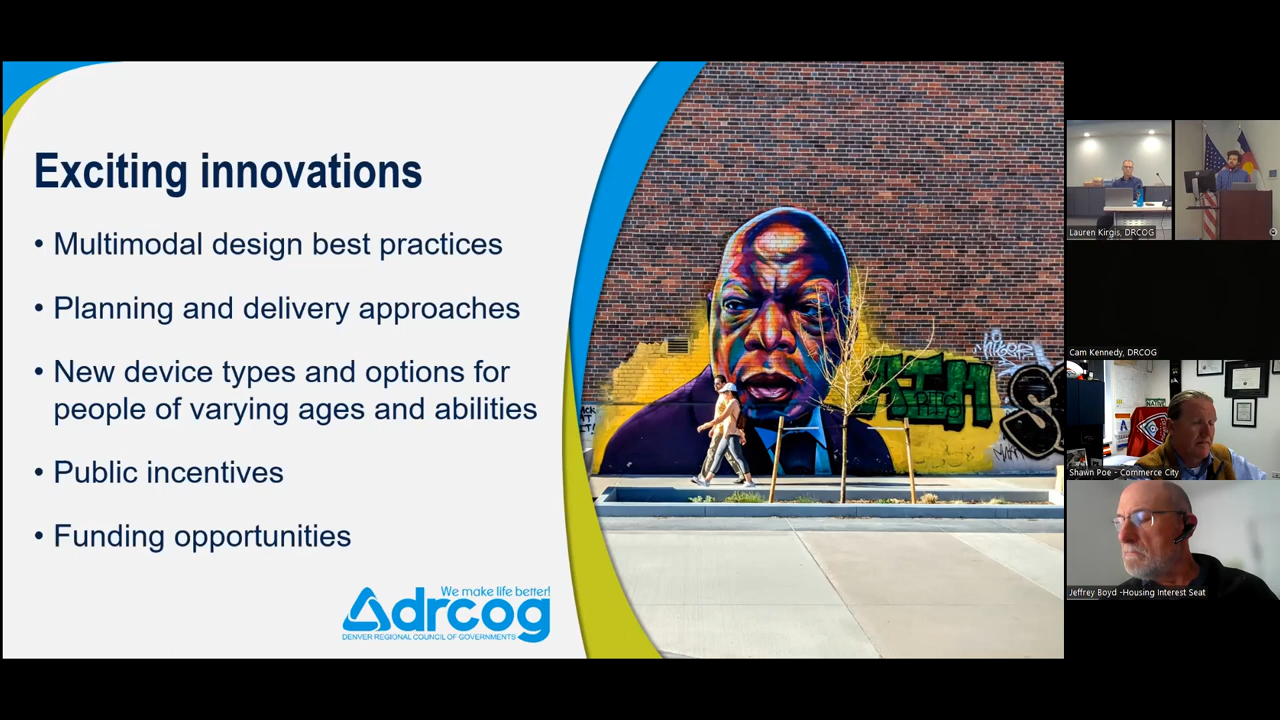 Exciting innovations
• Multimodal design best practices
• Planning and delivery approaches
• New device types and options for
people of varying ages and abilities
• Public incentives
• Funding opportunities
We make life better!
drcog
DENVER REGIONAL COUNCIL OF GOVERNMENTS
Lauren Kirgis, DRCOG
Cam Kennedy, DRCOG
Shawn Poe - Commerce City
Jeffrey Boyd -Housing Interest Seat